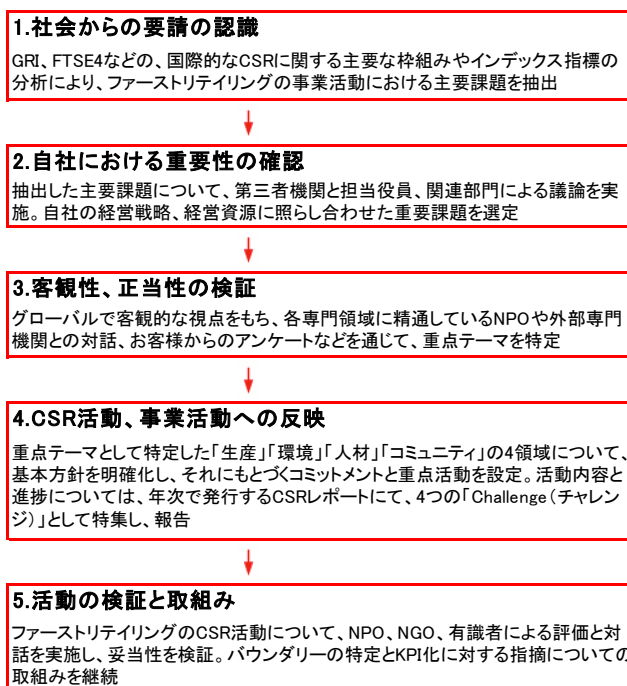 1.社会からの要請の認識
GRI、FTSE4などの、国際的なCSRに関する主要な枠組みやインデックス指標の
分析により、ファーストリテイリングの事業活動における主要課題を抽出
2.自社における重要性の確認
抽出した主要課題について、第三者機関と担当役員、関連部門による議論を実
施。自社の経営戦略、経営資源に照らし合わせた重要課題を選定
3.客観性、正当性の検証
グローバルで客観的な視点をもち、各専門領域に精通しているNPOや外部専門
機関との対話、お客様からのアンケートなどを通じて、重点テーマを特定
4.CSR活動、事業活動への反映
重点テーマとして特定した「生産」「環境」「人材」「コミュニティ」の4領域について、
基本方針を明確化し、それにもとづくコミットメントと重点活動を設定。活動内容と
進捗については、年次で発行するCSRレポートにて、4つの「Challenge(チャレン
ジ)」として特集し、報告
5.活動の検証と取組み
ファーストリテイリングのCSR活動について、NPO、NGO、有識者による評価と対
話を実施し、妥当性を検証。バウンダリーの特定とKPI化に対する指摘についての
取組みを継続